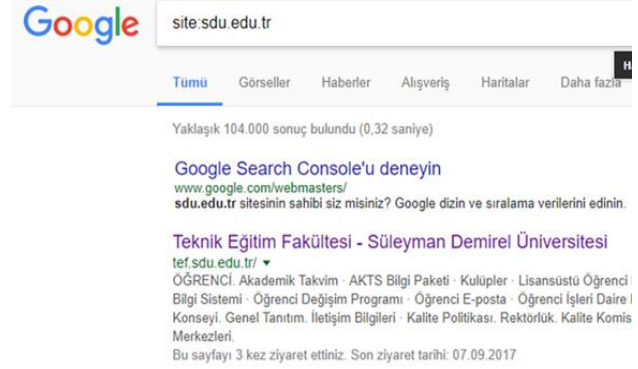 Google
site:sdu.edu.tr
Tümü Görseller Haberler Alışveriş Haritalar Daha fazla
Yaklaşık 104.000 sonuç bulundu (0,32 saniye)
Google Search Console'u deneyin
www.google.com/webmasters/
sdu.edu.tr sitesinin sahibi siz misiniz? Google dizin ve sıralama verilerini edinin.
Teknik Eğitim Fakültesi - Süleyman Demirel Üniversitesi
tef.sdu.edu.tr/
ÖĞRENCİ. Akademik Takvim · AKTS Bilgi Paketi · Kulüpler · Lisansüstü Öğrenci
Bilgi Sistemi · Öğrenci Değişim Programı · Öğrenci E-posta · Öğrenci İşleri Daire
Konseyi. Genel Tanıtım. İletişim Bilgileri · Kalite Politikası. Rektörlük. Kalite Komis
Merkezleri.
Bu sayfayı 3 kez ziyaret ettiniz. Son ziyaret tarihi: 07.09.2017